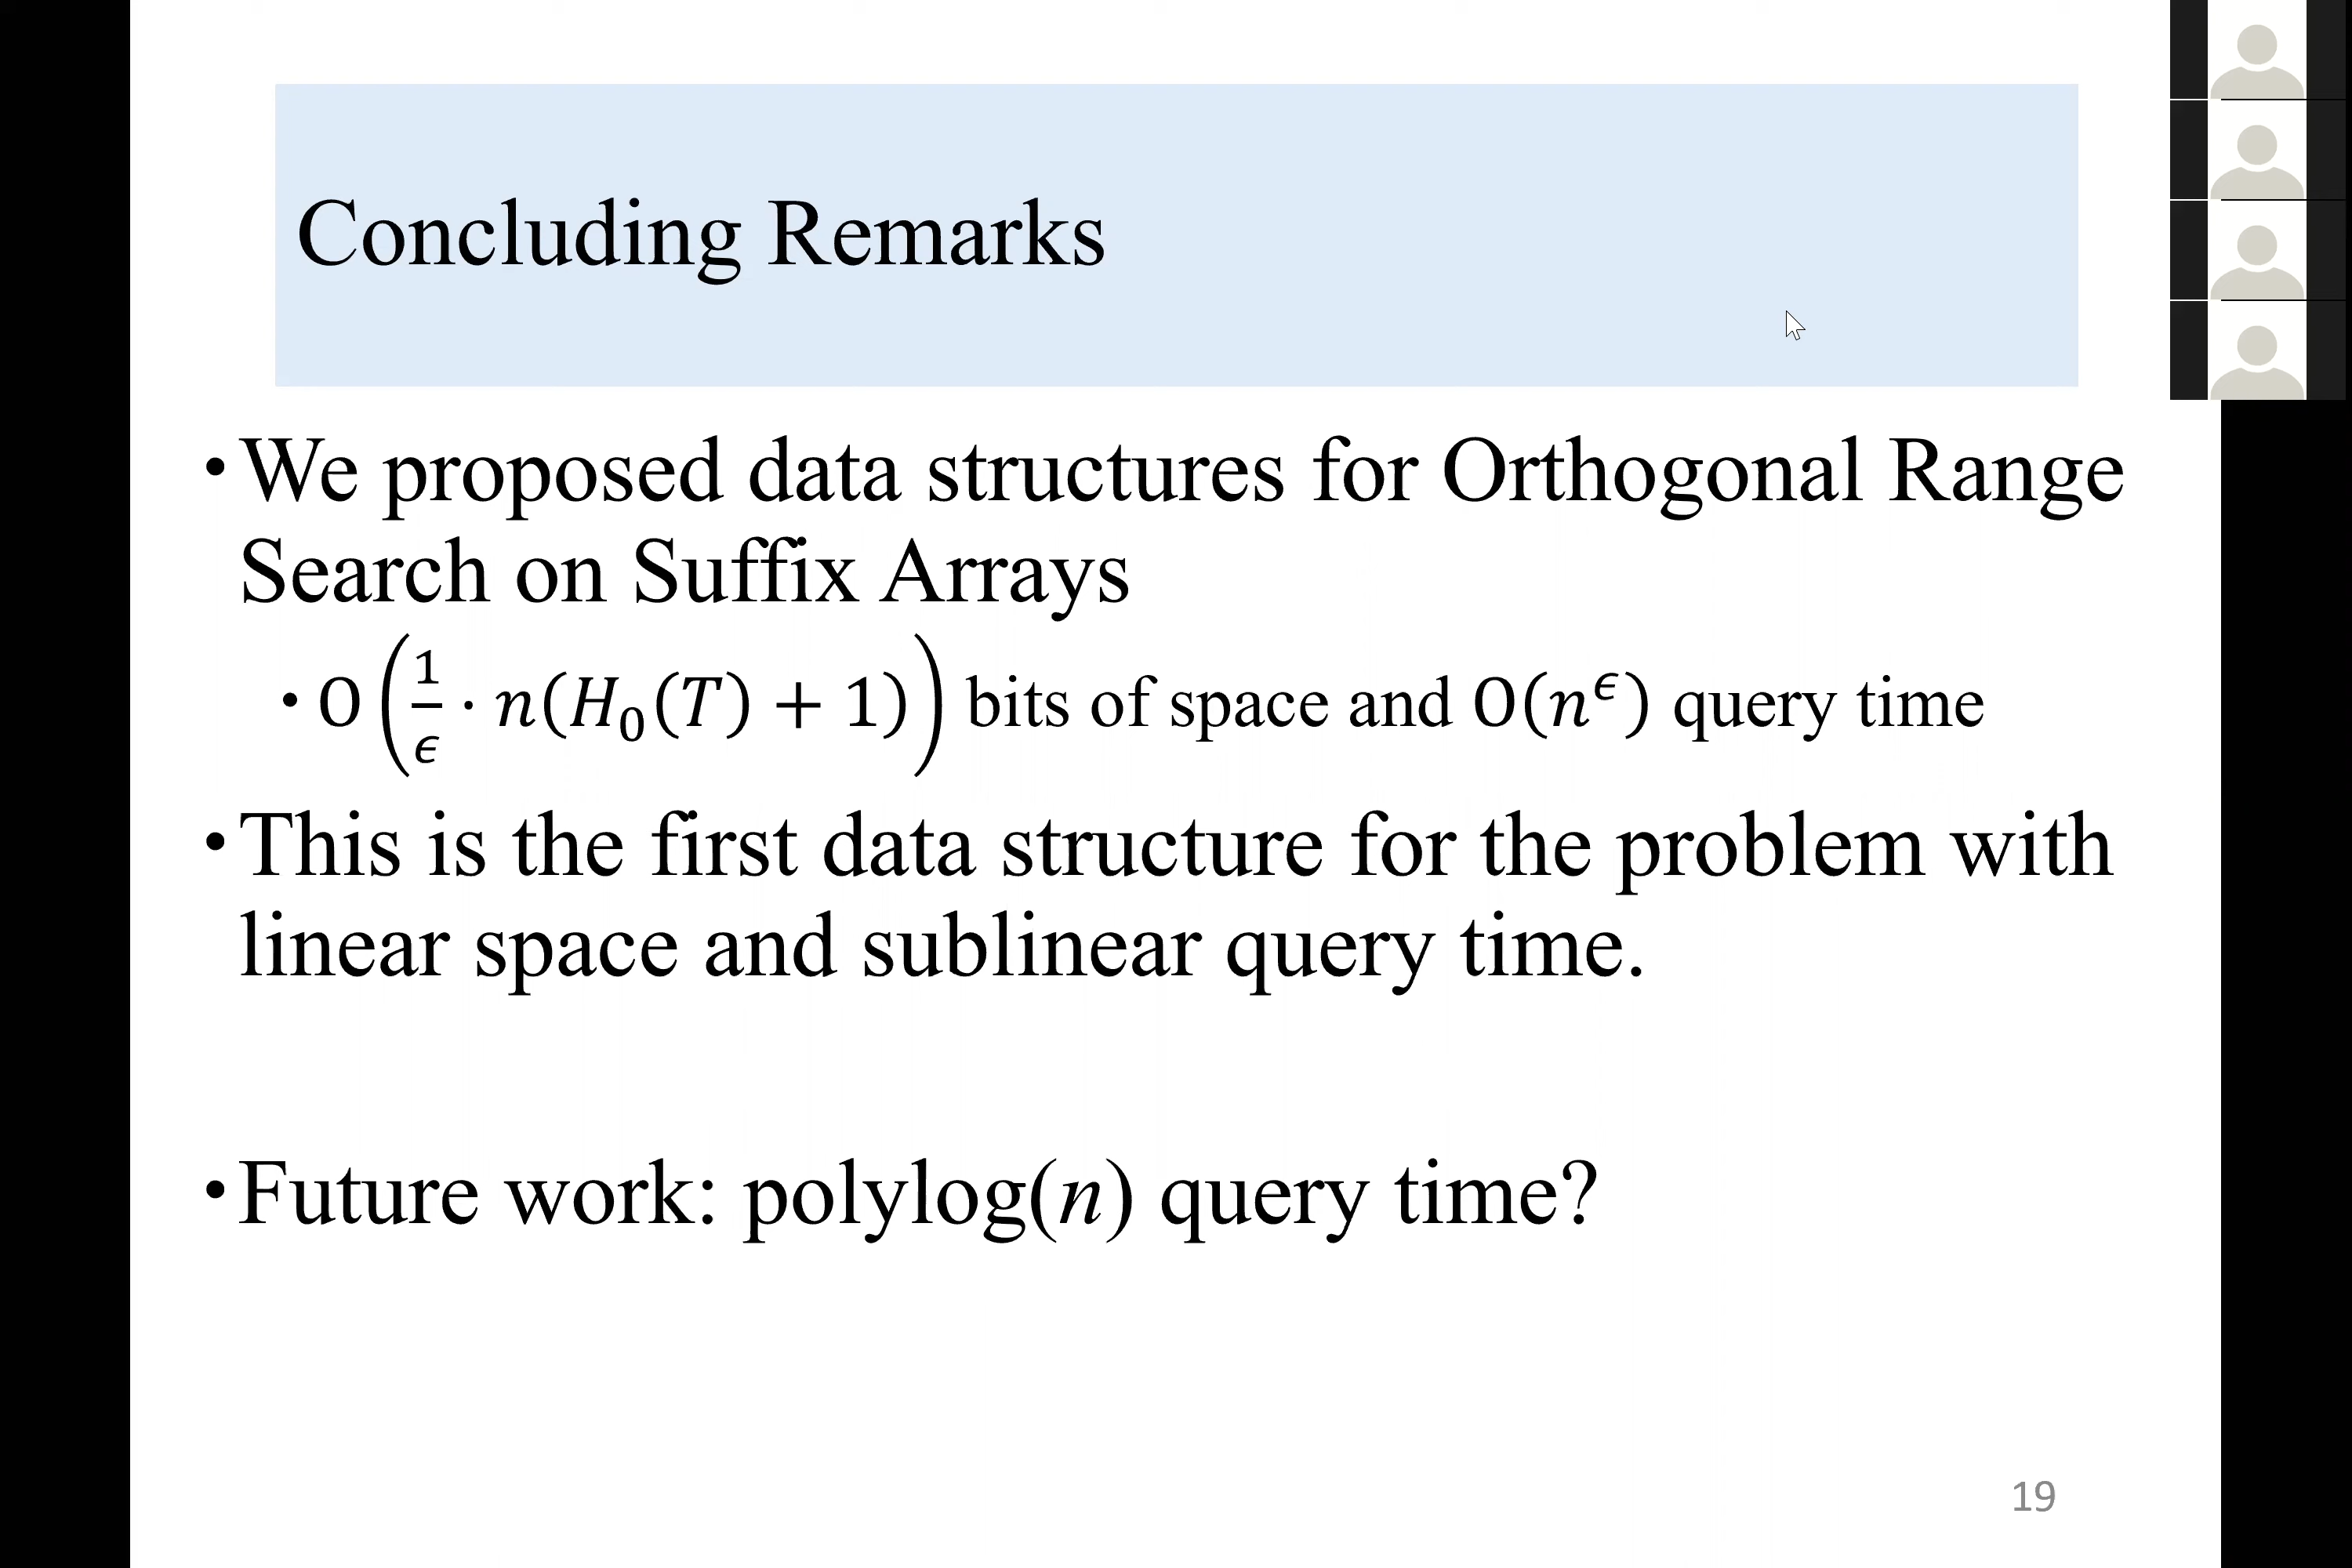 Concluding Remarks
•We proposed data structures for Orthogonal Range
Search on Suffix Arrays
• O(1/ϵ · n(H₀(T) + 1)) bits of space and O(n^ϵ) query time
•This is the first data structure for the problem with
linear space and sublinear query time.
•Future work: polylog(n) query time?
19